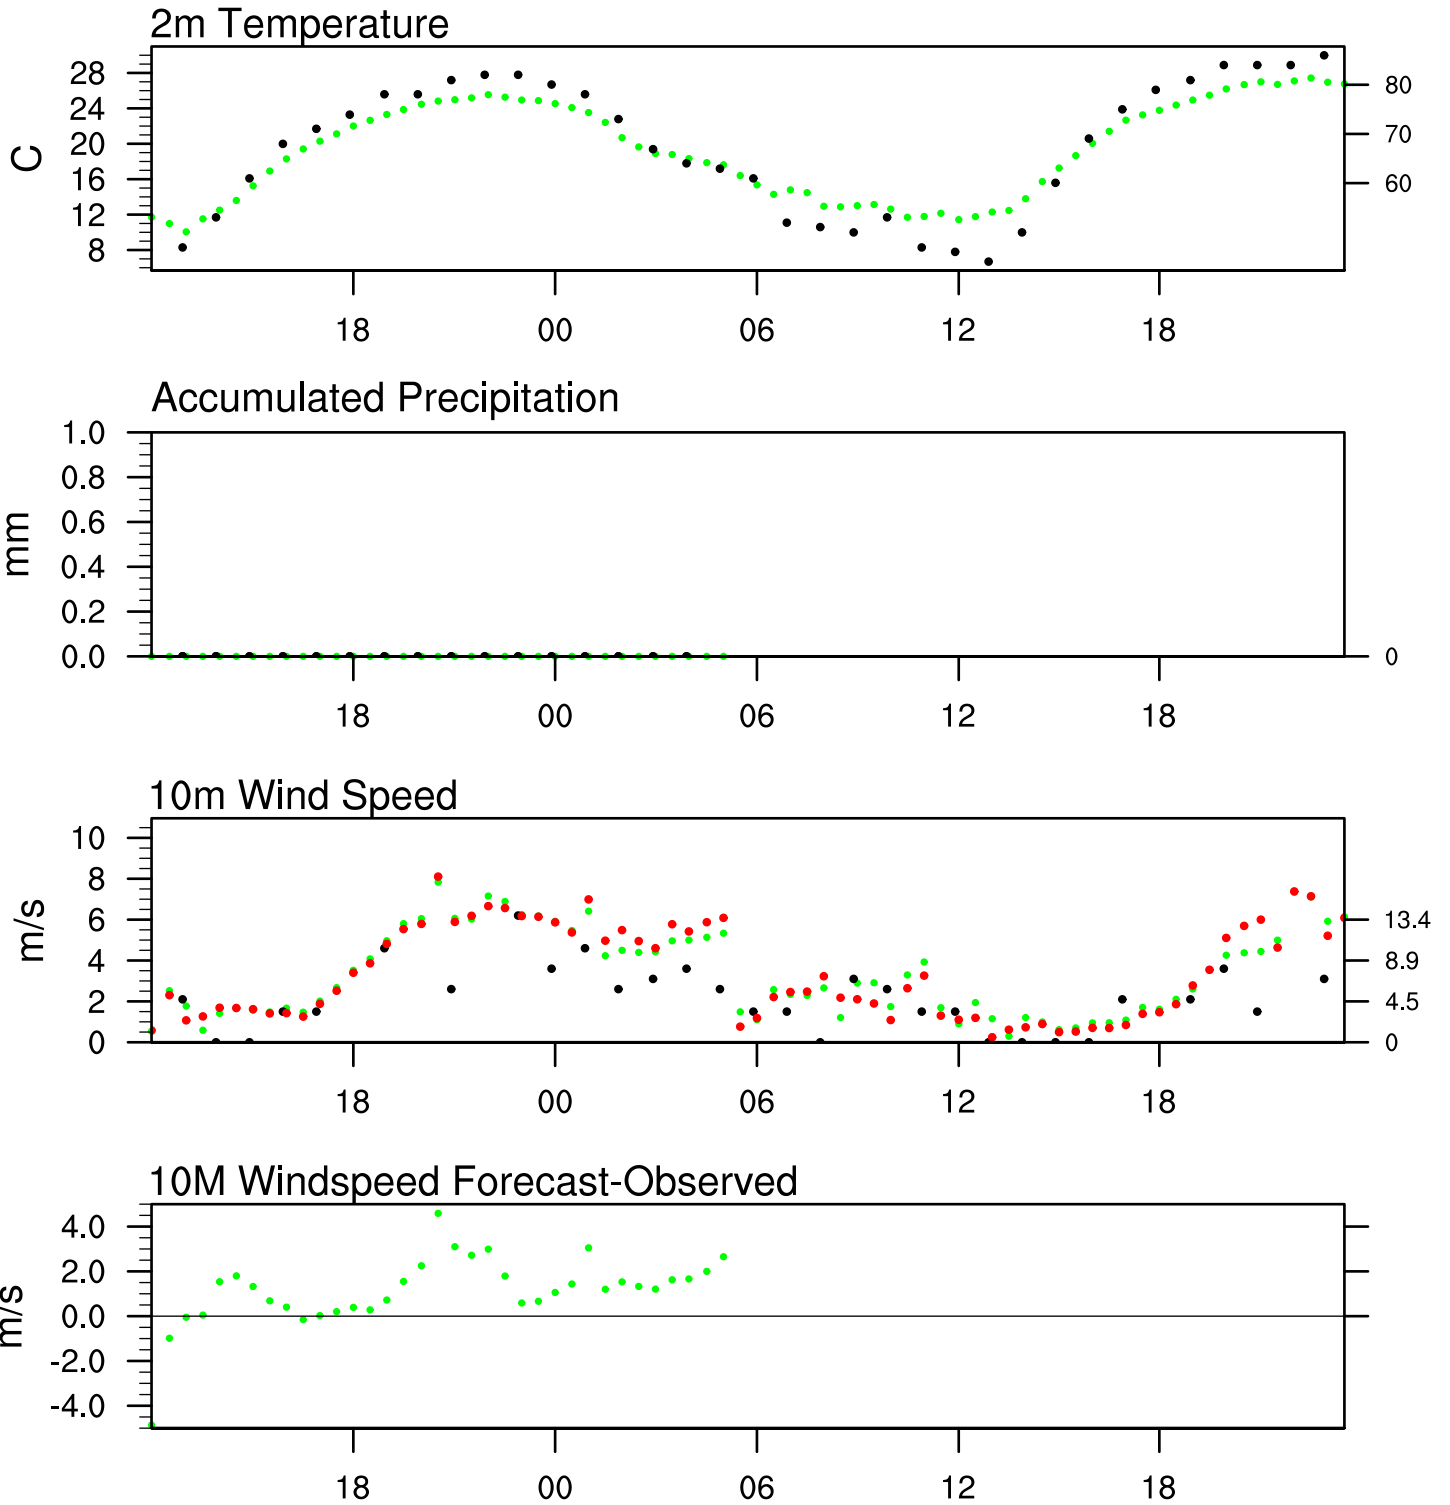 2m Temperature
C
28
24
20
16
12
8
80
70
60
18 00 06 12 18
Accumulated Precipitation
mm
1.0
0.8
0.6
0.4
0.2
0.0
0
18 00 06 12 18
10m Wind Speed
m/s
10
8
6
4
2
0
13.4
8.9
4.5
0
18 00 06 12 18
10M Windspeed Forecast-Observed
m/s
4.0
2.0
0.0
-2.0
-4.0
18 00 06 12 18